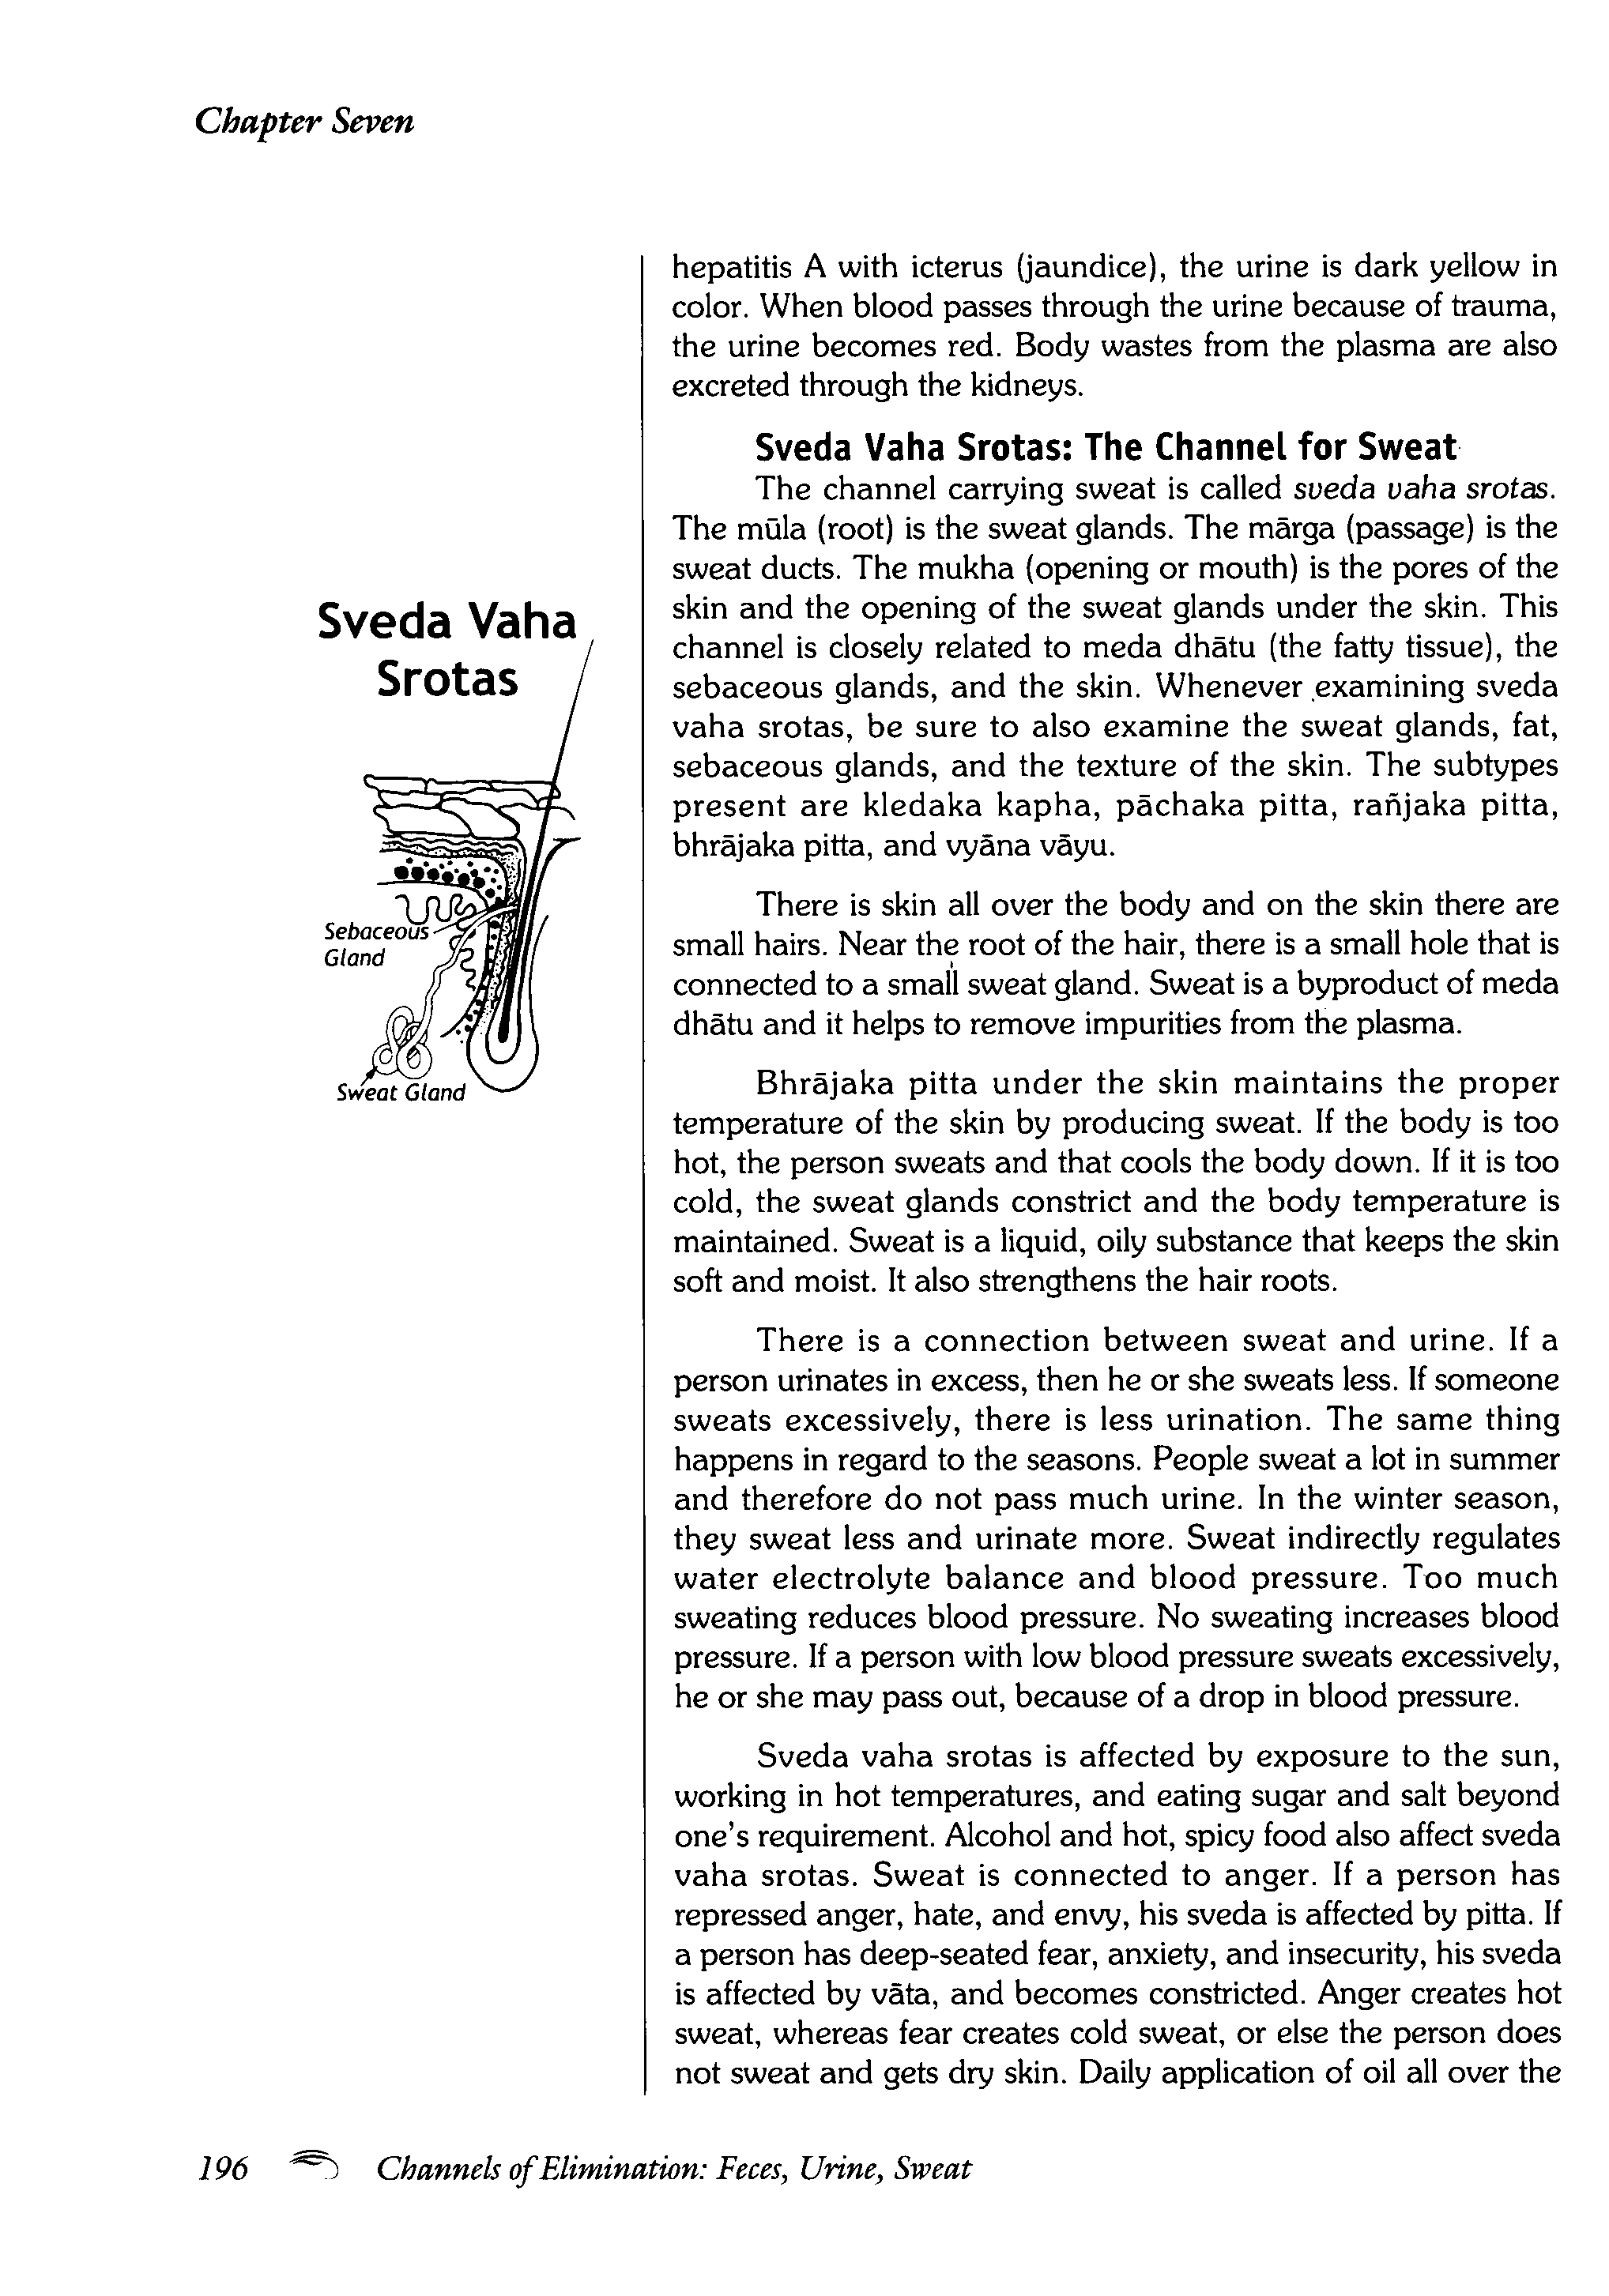 Chapter Seven
hepatitis A with icterus (jaundice), the urine is dark yellow in
color. When blood passes through the urine because of trauma,
the urine becomes red. Body wastes from the plasma are also
excreted through the kidneys.
Sveda Vaha Srotas: The Channel for Sweat
The channel carrying sweat is called sveda vaha srotas.
The mūla (root) is the sweat glands. The mārga (passage) is the
sweat ducts. The mukha (opening or mouth) is the pores of the
skin and the opening of the sweat glands under the skin. This
channel is closely related to meda dhātu (the fatty tissue), the
sebaceous glands, and the skin. Whenever examining sveda
vaha srotas, be sure to also examine the sweat glands, fat,
sebaceous glands, and the texture of the skin. The subtypes
present are kledaka kapha, pāchaka pitta, rañjaka pitta,
bhrājaka pitta, and vyāna vāyu.
There is skin all over the body and on the skin there are
small hairs. Near the root of the hair, there is a small hole that is
connected to a small sweat gland. Sweat is a byproduct of meda
dhātu and it helps to remove impurities from the plasma.
Bhrājaka pitta under the skin maintains the proper
temperature of the skin by producing sweat. If the body is too
hot, the person sweats and that cools the body down. If it is too
cold, the sweat glands constrict and the body temperature is
maintained. Sweat is a liquid, oily substance that keeps the skin
soft and moist. It also strengthens the hair roots.
There is a connection between sweat and urine. If a
person urinates in excess, then he or she sweats less. If someone
sweats excessively, there is less urination. The same thing
happens in regard to the seasons. People sweat a lot in summer
and therefore do not pass much urine. In the winter season,
they sweat less and urinate more. Sweat indirectly regulates
water electrolyte balance and blood pressure. Too much
sweating reduces blood pressure. No sweating increases blood
pressure. If a person with low blood pressure sweats excessively,
he or she may pass out, because of a drop in blood pressure.
Sveda vaha srotas is affected by exposure to the sun,
working in hot temperatures, and eating sugar and salt beyond
one's requirement. Alcohol and hot, spicy food also affect sveda
vaha srotas. Sweat is connected to anger. If a person has
repressed anger, hate, and envy, his sveda is affected by pitta. If
a person has deep-seated fear, anxiety, and insecurity, his sveda
is affected by vāta, and becomes constricted. Anger creates hot
sweat, whereas fear creates cold sweat, or else the person does
not sweat and gets dry skin. Daily application of oil all over the
Sveda Vaha
Srotas
Sebaceous
Gland
Sweat Gland
196 Channels of Elimination: Feces, Urine, Sweat